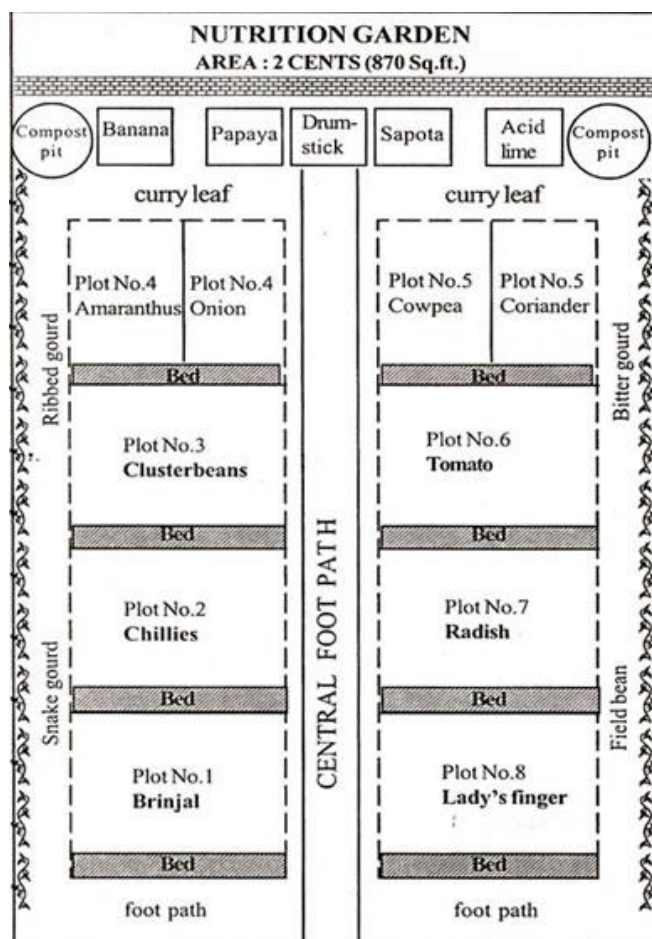 NUTRITION GARDEN
AREA : 2 CENTS (870 Sq.ft.)
Compost
pit
Banana
Papaya
Drum-
stick
Sapota
Acid
lime
Compost
pit
curry leaf
curry leaf
Plot No.4
Amaranthus
Plot No.4
Onion
Plot No.5
Cowpea
Plot No.5
Coriander
Ribbed gourd
Bitter gourd
Bed
Bed
Plot No.3
Clusterbeans
Plot No.6
Tomato
Bed
Bed
CENTRAL FOOT PATH
Plot No.2
Chillies
Plot No.7
Radish
Snake gourd
Field bean
Bed
Bed
Plot No.1
Brinjal
Plot No.8
Lady's finger
Bed
Bed
foot path
foot path